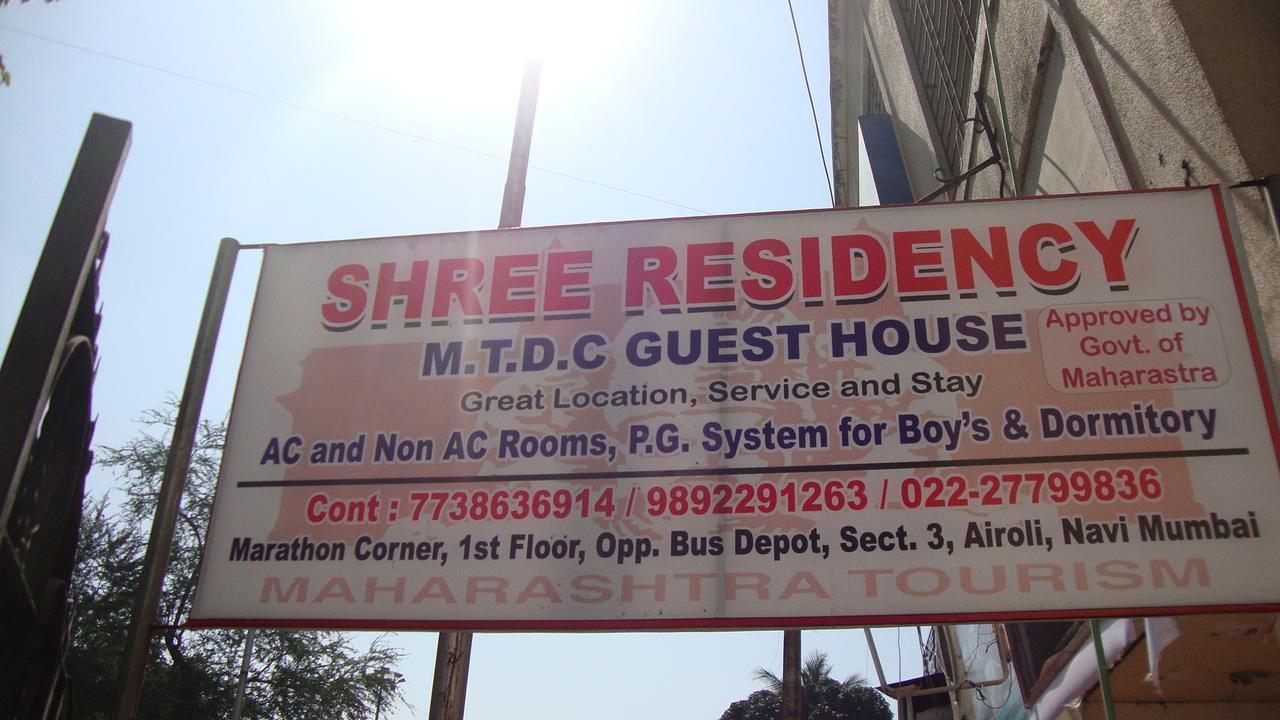 SHREE RESIDENCY
M.T.D.C GUEST HOUSE
Approved by
Govt. of
Maharastra
Great Location, Service and Stay
AC and Non AC Rooms, P.G. System for Boy's & Dormitory
Cont : 7738636914 / 9892291263 / 022-27799836
Marathon Corner, 1st Floor, Opp. Bus Depot, Sect. 3, Airoli, Navi Mumbai
MAHARASHTRA TOURISM